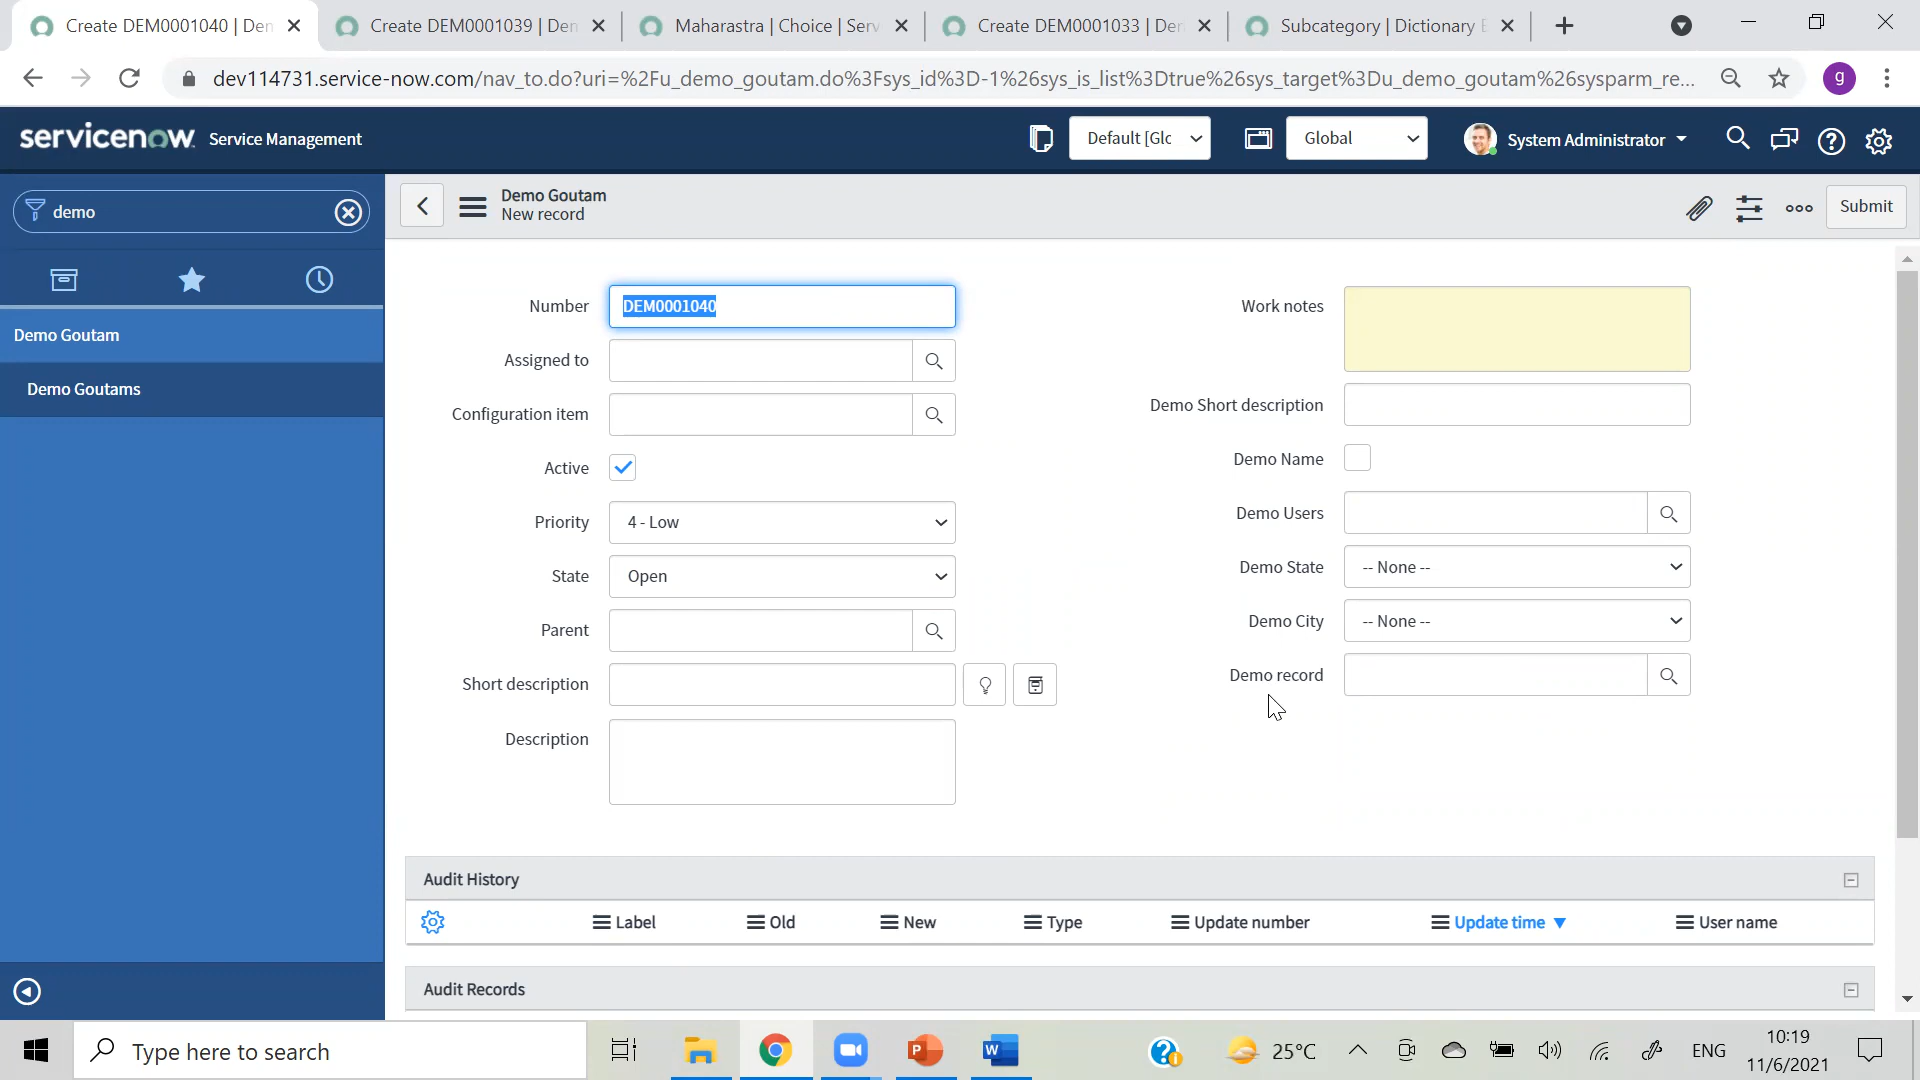 Create DEM0001040 | Den
Create DEM0001039 | Den
Maharastra | Choice | Serv
Create DEM0001033 | De
Subcategory | Dictionary E
dev114731.service-now.com/nav_to.do?uri=%2Fu_demo_goutam.do%3Fsys_id%3D-1%26sys_is_list%3Dtrue%26sys_target%3Du_demo_goutam%26sysparm_re...
g
servicenow. Service Management
Default [Glc
Global
System Administrator
demo
Demo Goutam
New record
Submit
Demo Goutam
Demo Goutams
Number
DEM0001040
Assigned to
Configuration item
Active
Priority
4 - Low
State
Open
Parent
Short description
Description
Work notes
Demo Short description
Demo Name
Demo Users
Demo State
-- None --
Demo City
-- None --
Demo record
Audit History
Label
Old
New
Type
Update number
Update time
User name
Audit Records
Type here to search
25°C
ENG
10:19
11/6/2021